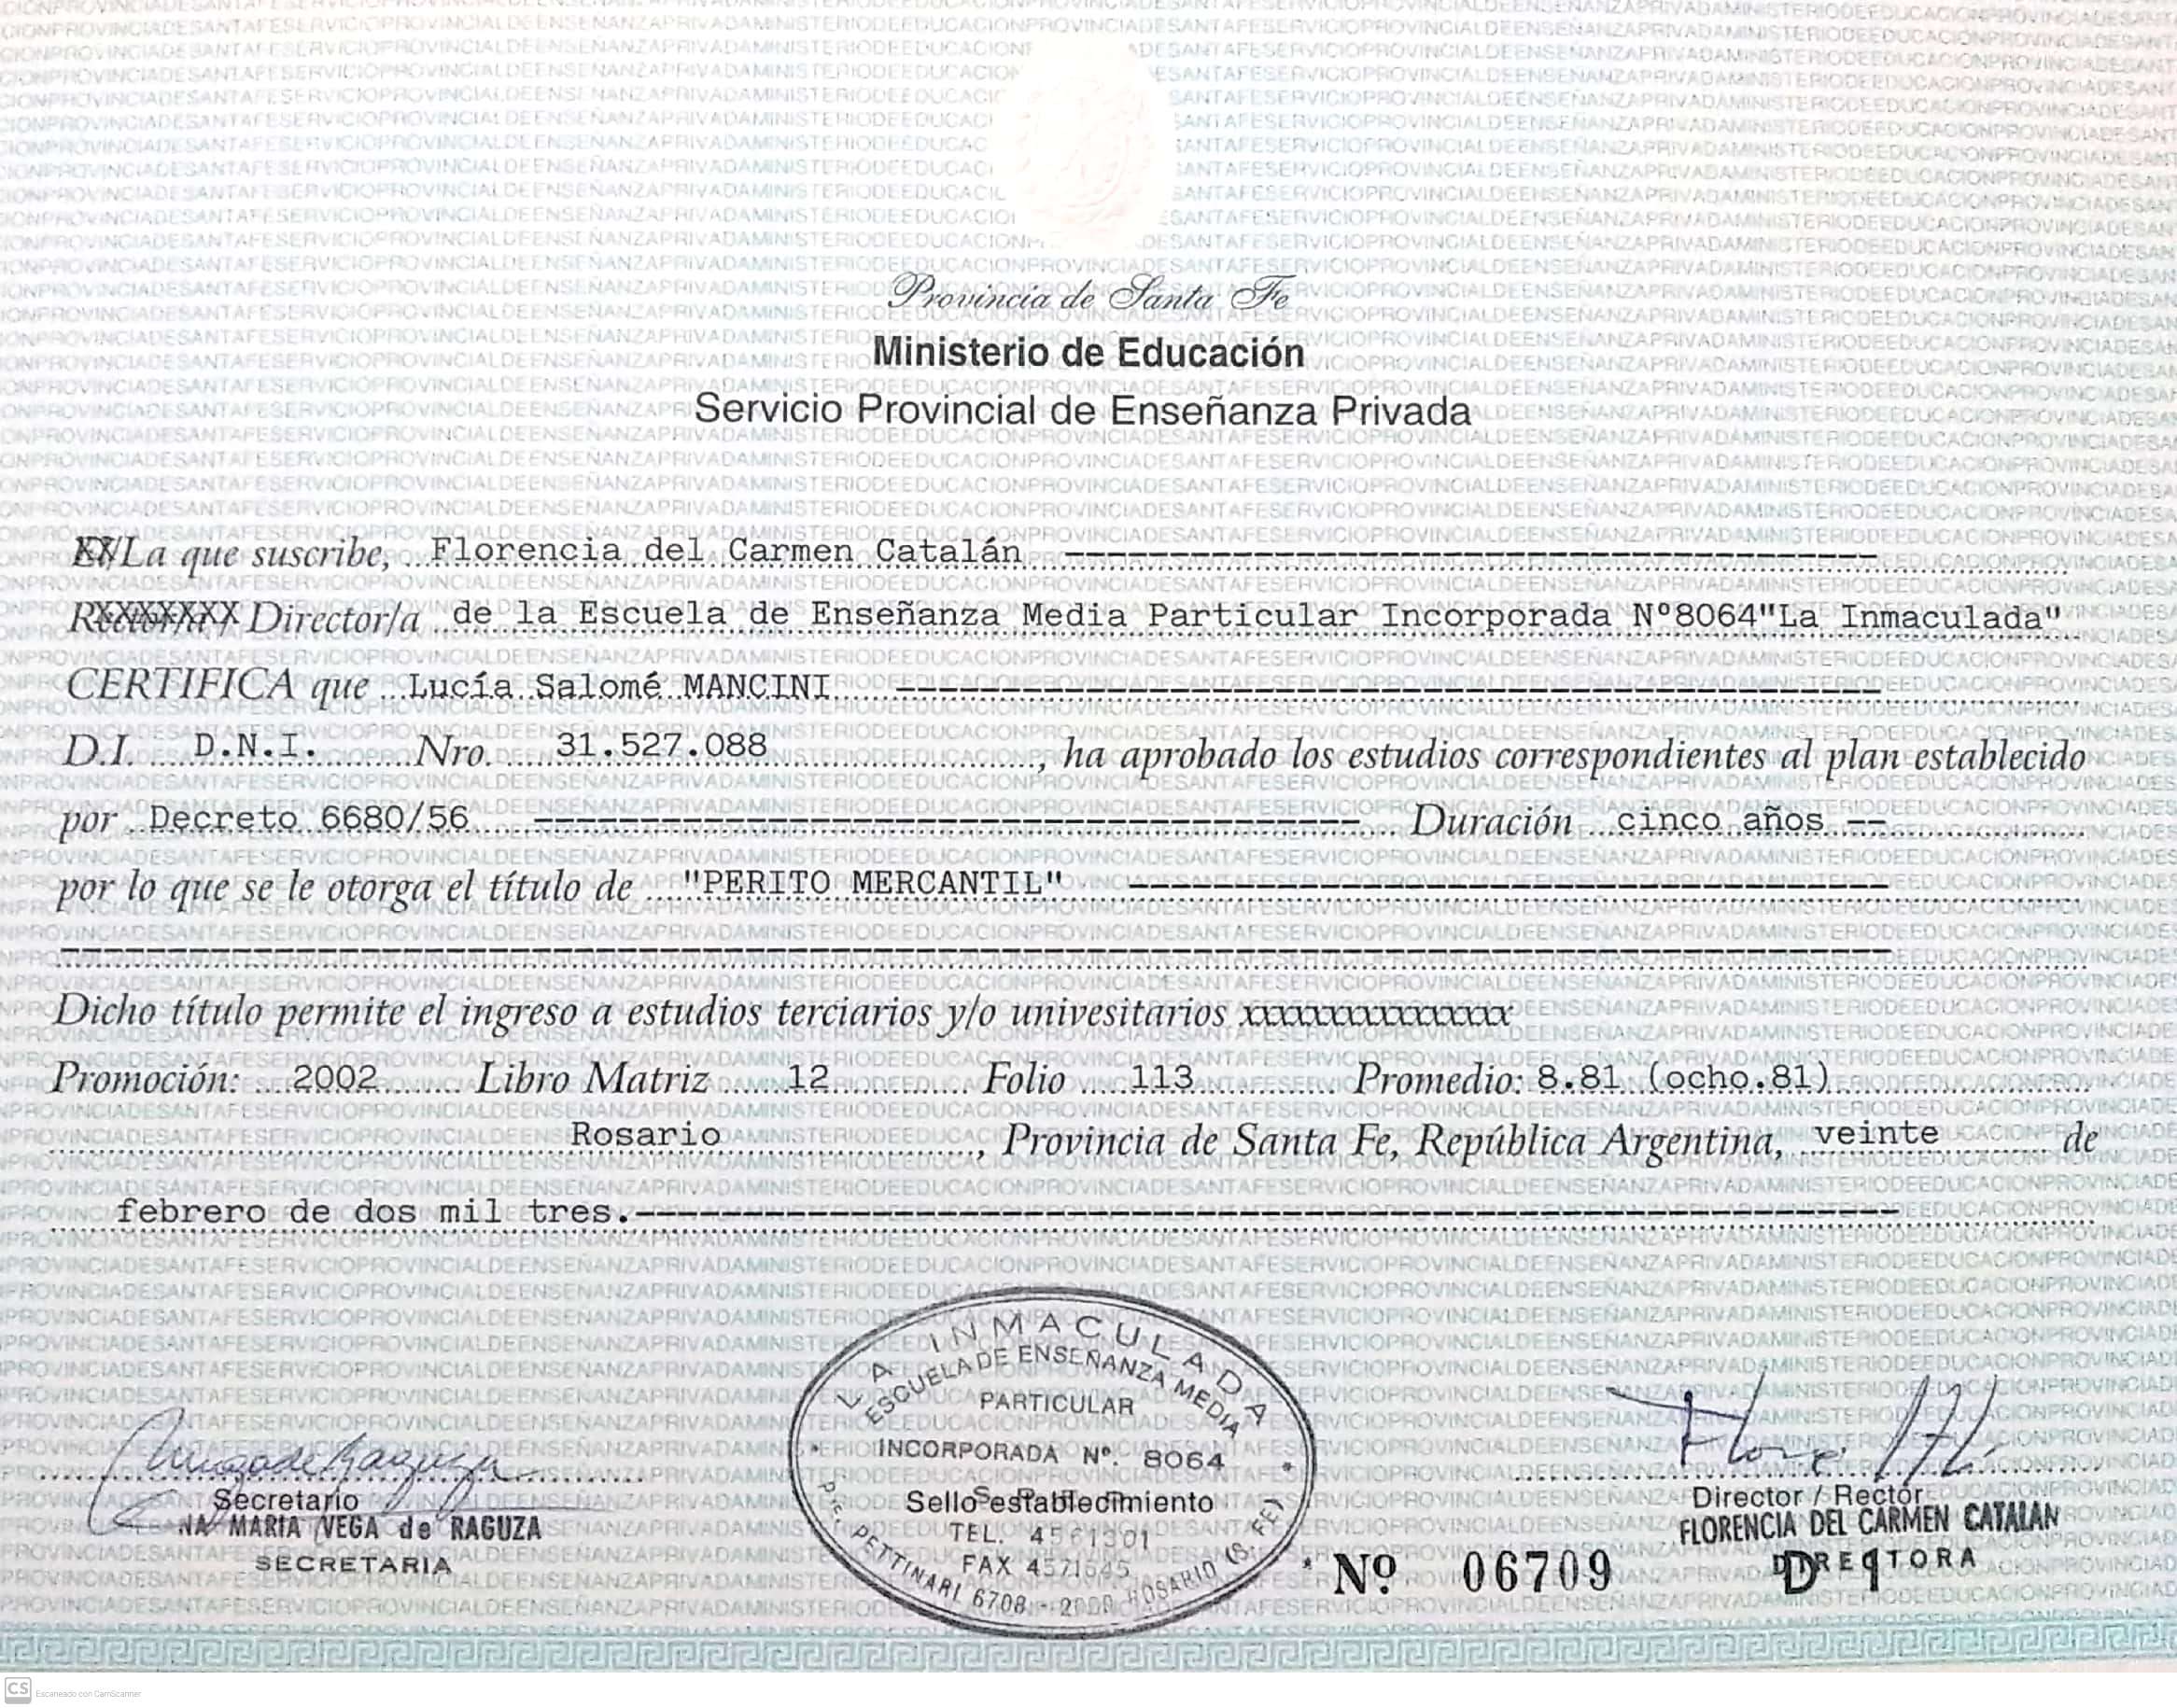 Provincia de Santa Fe
Ministerio de Educación
Servicio Provincial de Enseñanza Privada
El/La que suscribe, Florencia del Carmen Catalán
RXXXXXXX Director/a de la Escuela de Enseñanza Media Particular Incorporada Nº8064"La Inmaculada"
CERTIFICA que Lucía Salomé MANCINI
D.I. D.N.I. Nro. 31.527.088, ha aprobado los estudios correspondientes al plan establecido
por Decreto 6680/56 Duración cinco años
por lo que se le otorga el título de "PERITO MERCANTIL"
Dicho título permite el ingreso a estudios terciarios y/o univesitarios xxxxxxxxxxxxxxxxx
Promoción: 2002 Libro Matriz 12 Folio 113 Promedio: 8.81 (ocho.81)
Rosario, Provincia de Santa Fe, República Argentina, veinte de
febrero de dos mil tres.
LA INMACULADA
ESCUELA DE ENSEÑANZA MEDIA
PARTICULAR
INCORPORADA Nº. 8064
Sello establecimiento
TEL. 4561301
FAX
PJE. PETTINARI 6708 - 2000 ROSARIO (S. FE)
Secretario
NA MARIA VEGA de RAGUZA
SECRETARIA
Director / Rector
FLORENCIA DEL CARMEN CATALAN
DIRECTORA
Nº 06709 D 1
CS Escaneado con CamScanner